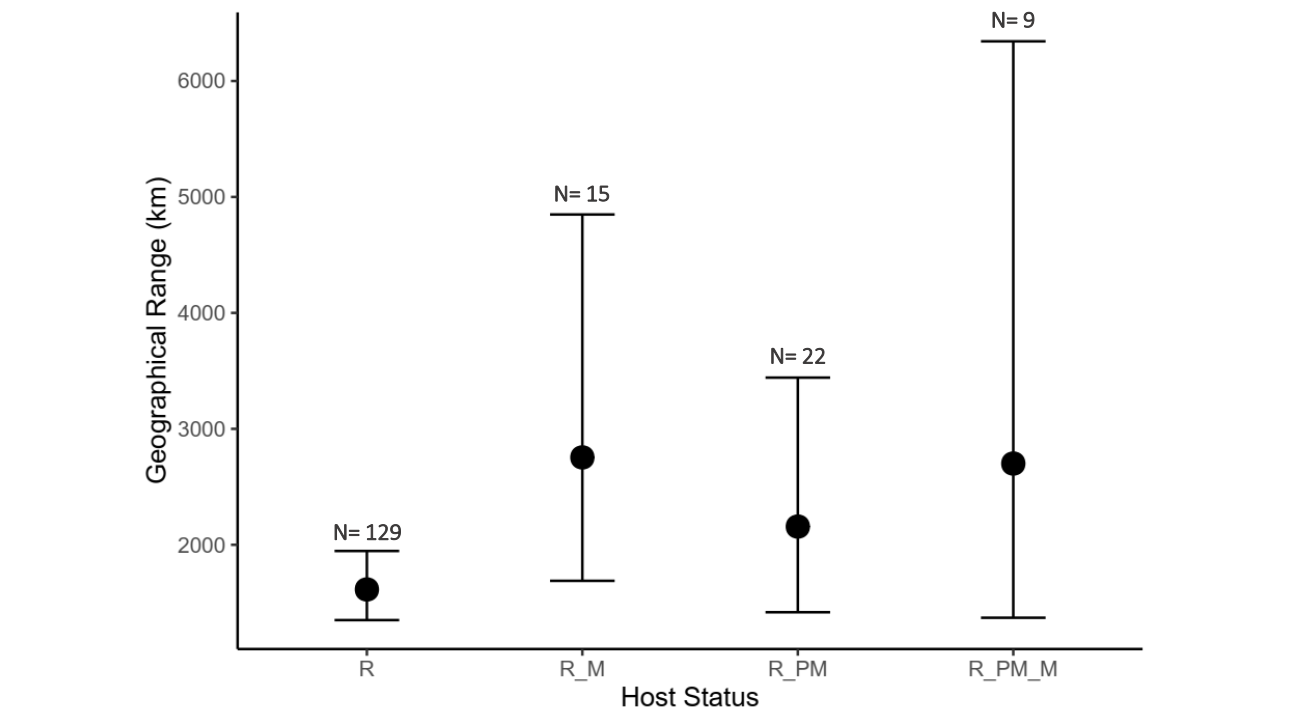 N= 9
6000
N= 15
5000
4000
N= 22
3000
N= 129
2000
Geographical Range (km)
R
R_M
R_PM
R_PM_M
Host Status